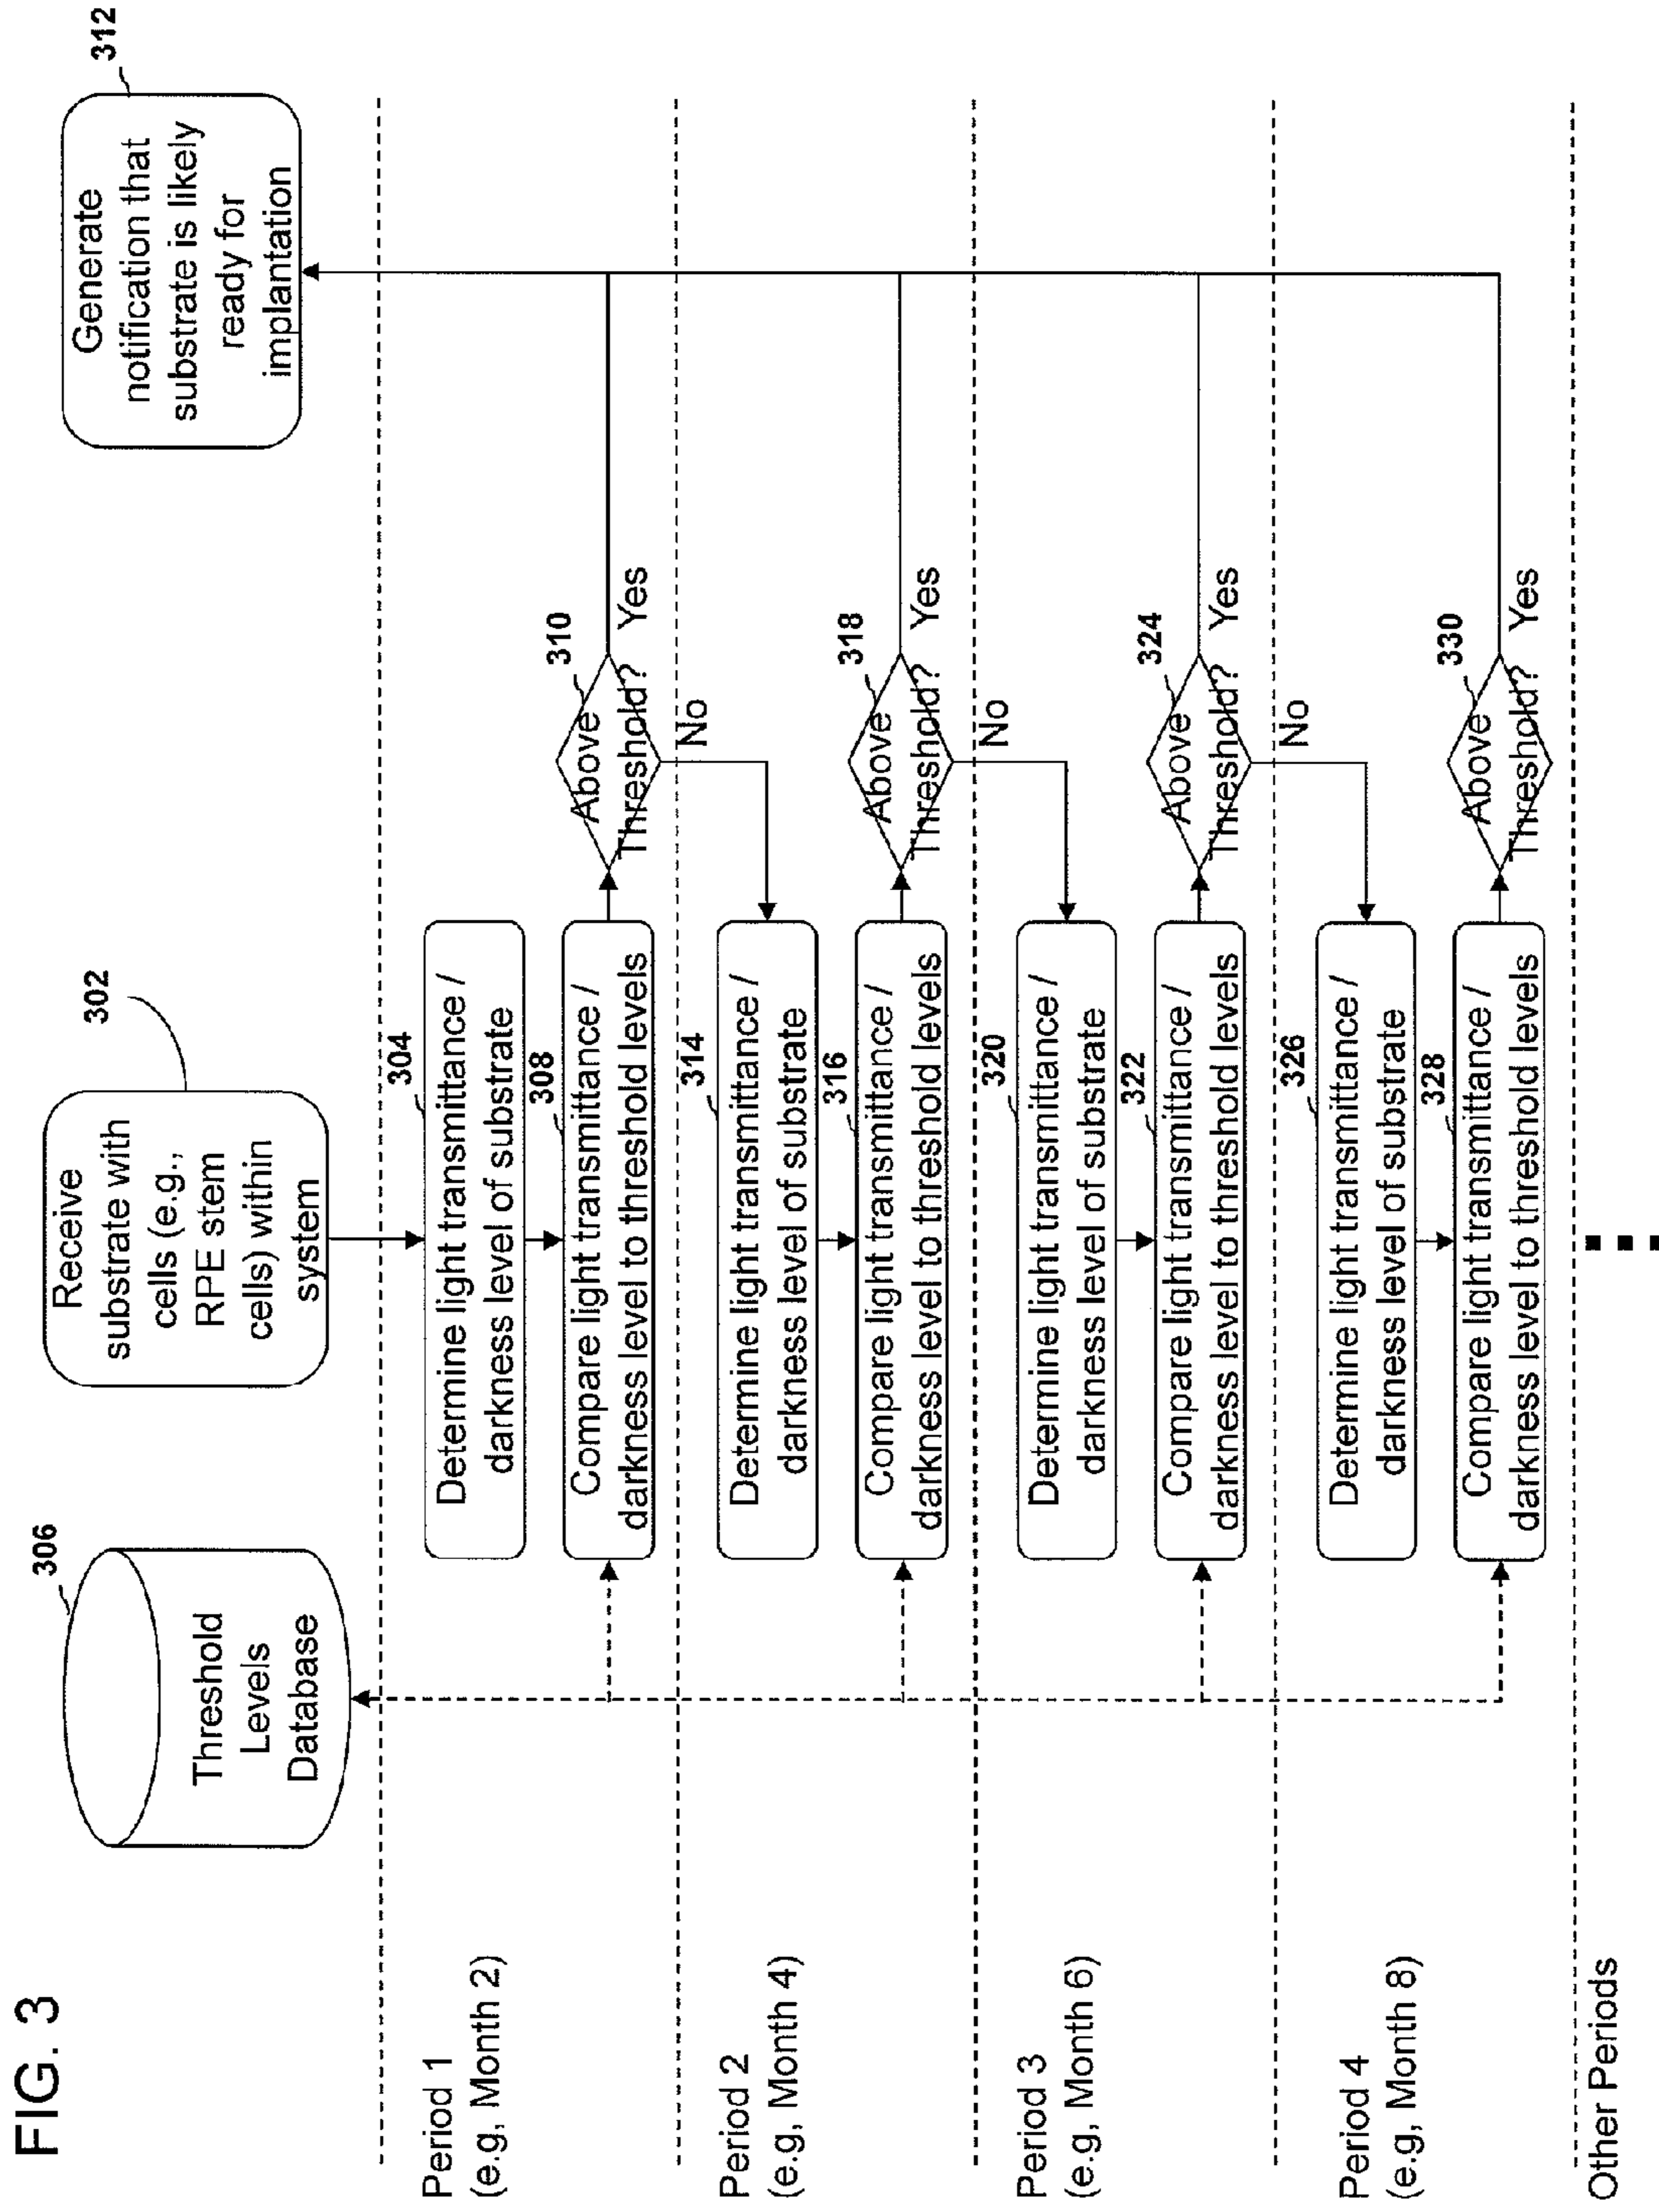 FIG. 3
306
Threshold
Levels
Database
302
Receive
substrate with
cells (e.g.,
RPE stem
cells) within
system
312
Generate
notification that
substrate is likely
ready for
implantation
Period 1
(e.g, Month 2)
304
Determine light transmittance /
darkness level of substrate
308
Compare light transmittance /
darkness level to threshold levels
310
Above
Threshold?
Yes
No
Period 2
(e.g, Month 4)
314
Determine light transmittance /
darkness level of substrate
316
Compare light transmittance /
darkness level to threshold levels
318
Above
Threshold?
Yes
No
Period 3
(e.g, Month 6)
320
Determine light transmittance /
darkness level of substrate
322
Compare light transmittance /
darkness level to threshold levels
324
Above
Threshold?
Yes
No
Period 4
(e.g, Month 8)
326
Determine light transmittance /
darkness level of substrate
328
Compare light transmittance /
darkness level to threshold levels
330
Above
Threshold?
Yes
Other Periods